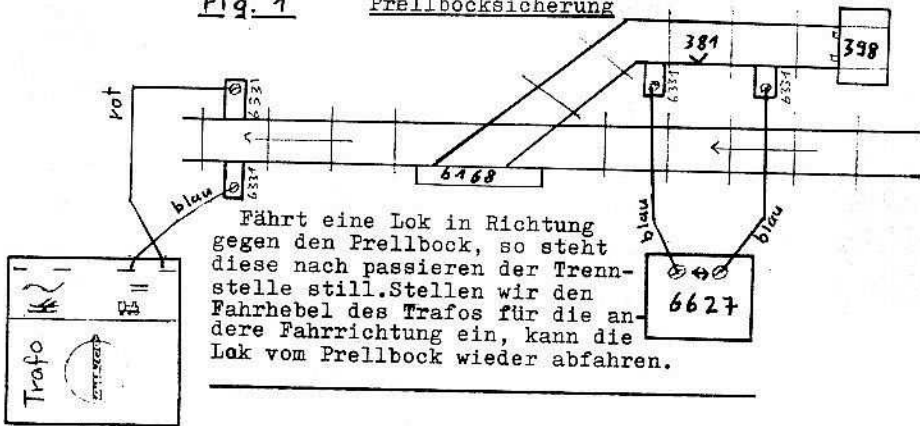 Fig. 1
Prellbocksicherung
381
398
6331
6331
6331
6331
rot
blau
6168
blau
blau
6627
Trafo
Fährt eine Lok in Richtung
gegen den Prellbock, so steht
diese nach passieren der Trenn-
stelle still.Stellen wir den
Fahrhebel des Trafos für die an-
dere Fahrrichtung ein, kann die
Lok vom Prellbock wieder abfahren.